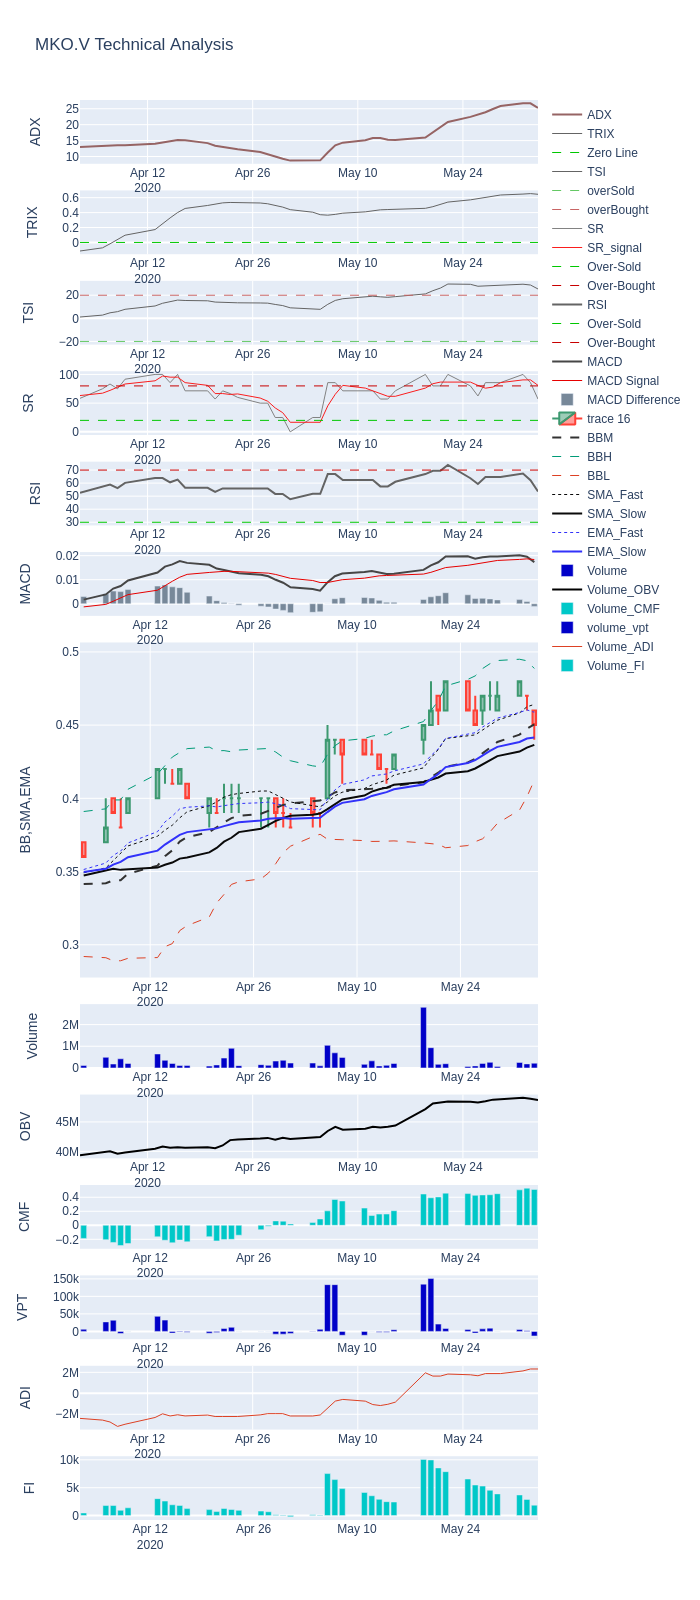 MKO.V Technical Analysis
ADX
25
20
15
10
Apr 12
2020
Apr 26
May 10
May 24
TRIX
0.6
0.4
0.2
0
Apr 12
2020
Apr 26
May 10
May 24
TSI
20
0
−20
Apr 12
2020
Apr 26
May 10
May 24
SR
100
50
0
Apr 12
2020
Apr 26
May 10
May 24
RSI
70
60
50
40
30
Apr 12
2020
Apr 26
May 10
May 24
MACD
0.02
0.01
0
Apr 12
2020
Apr 26
May 10
May 24
BB,SMA,EMA
0.5
0.45
0.4
0.35
0.3
Apr 12
2020
Apr 26
May 10
May 24
Volume
2M
1M
0
Apr 12
2020
Apr 26
May 10
May 24
OBV
45M
40M
Apr 12
2020
Apr 26
May 10
May 24
CMF
0.4
0.2
0
−0.2
Apr 12
2020
Apr 26
May 10
May 24
VPT
150k
100k
50k
0
Apr 12
2020
Apr 26
May 10
May 24
ADI
2M
0
−2M
Apr 12
2020
Apr 26
May 10
May 24
FI
10k
5k
0
Apr 12
2020
Apr 26
May 10
May 24
ADX
TRIX
Zero Line
TSI
overSold
overBought
SR
SR_signal
Over-Sold
Over-Bought
RSI
Over-Sold
Over-Bought
MACD
MACD Signal
MACD Difference
trace 16
BBM
BBH
BBL
SMA_Fast
SMA_Slow
EMA_Fast
EMA_Slow
Volume
Volume_OBV
Volume_CMF
volume_vpt
Volume_ADI
Volume_FI